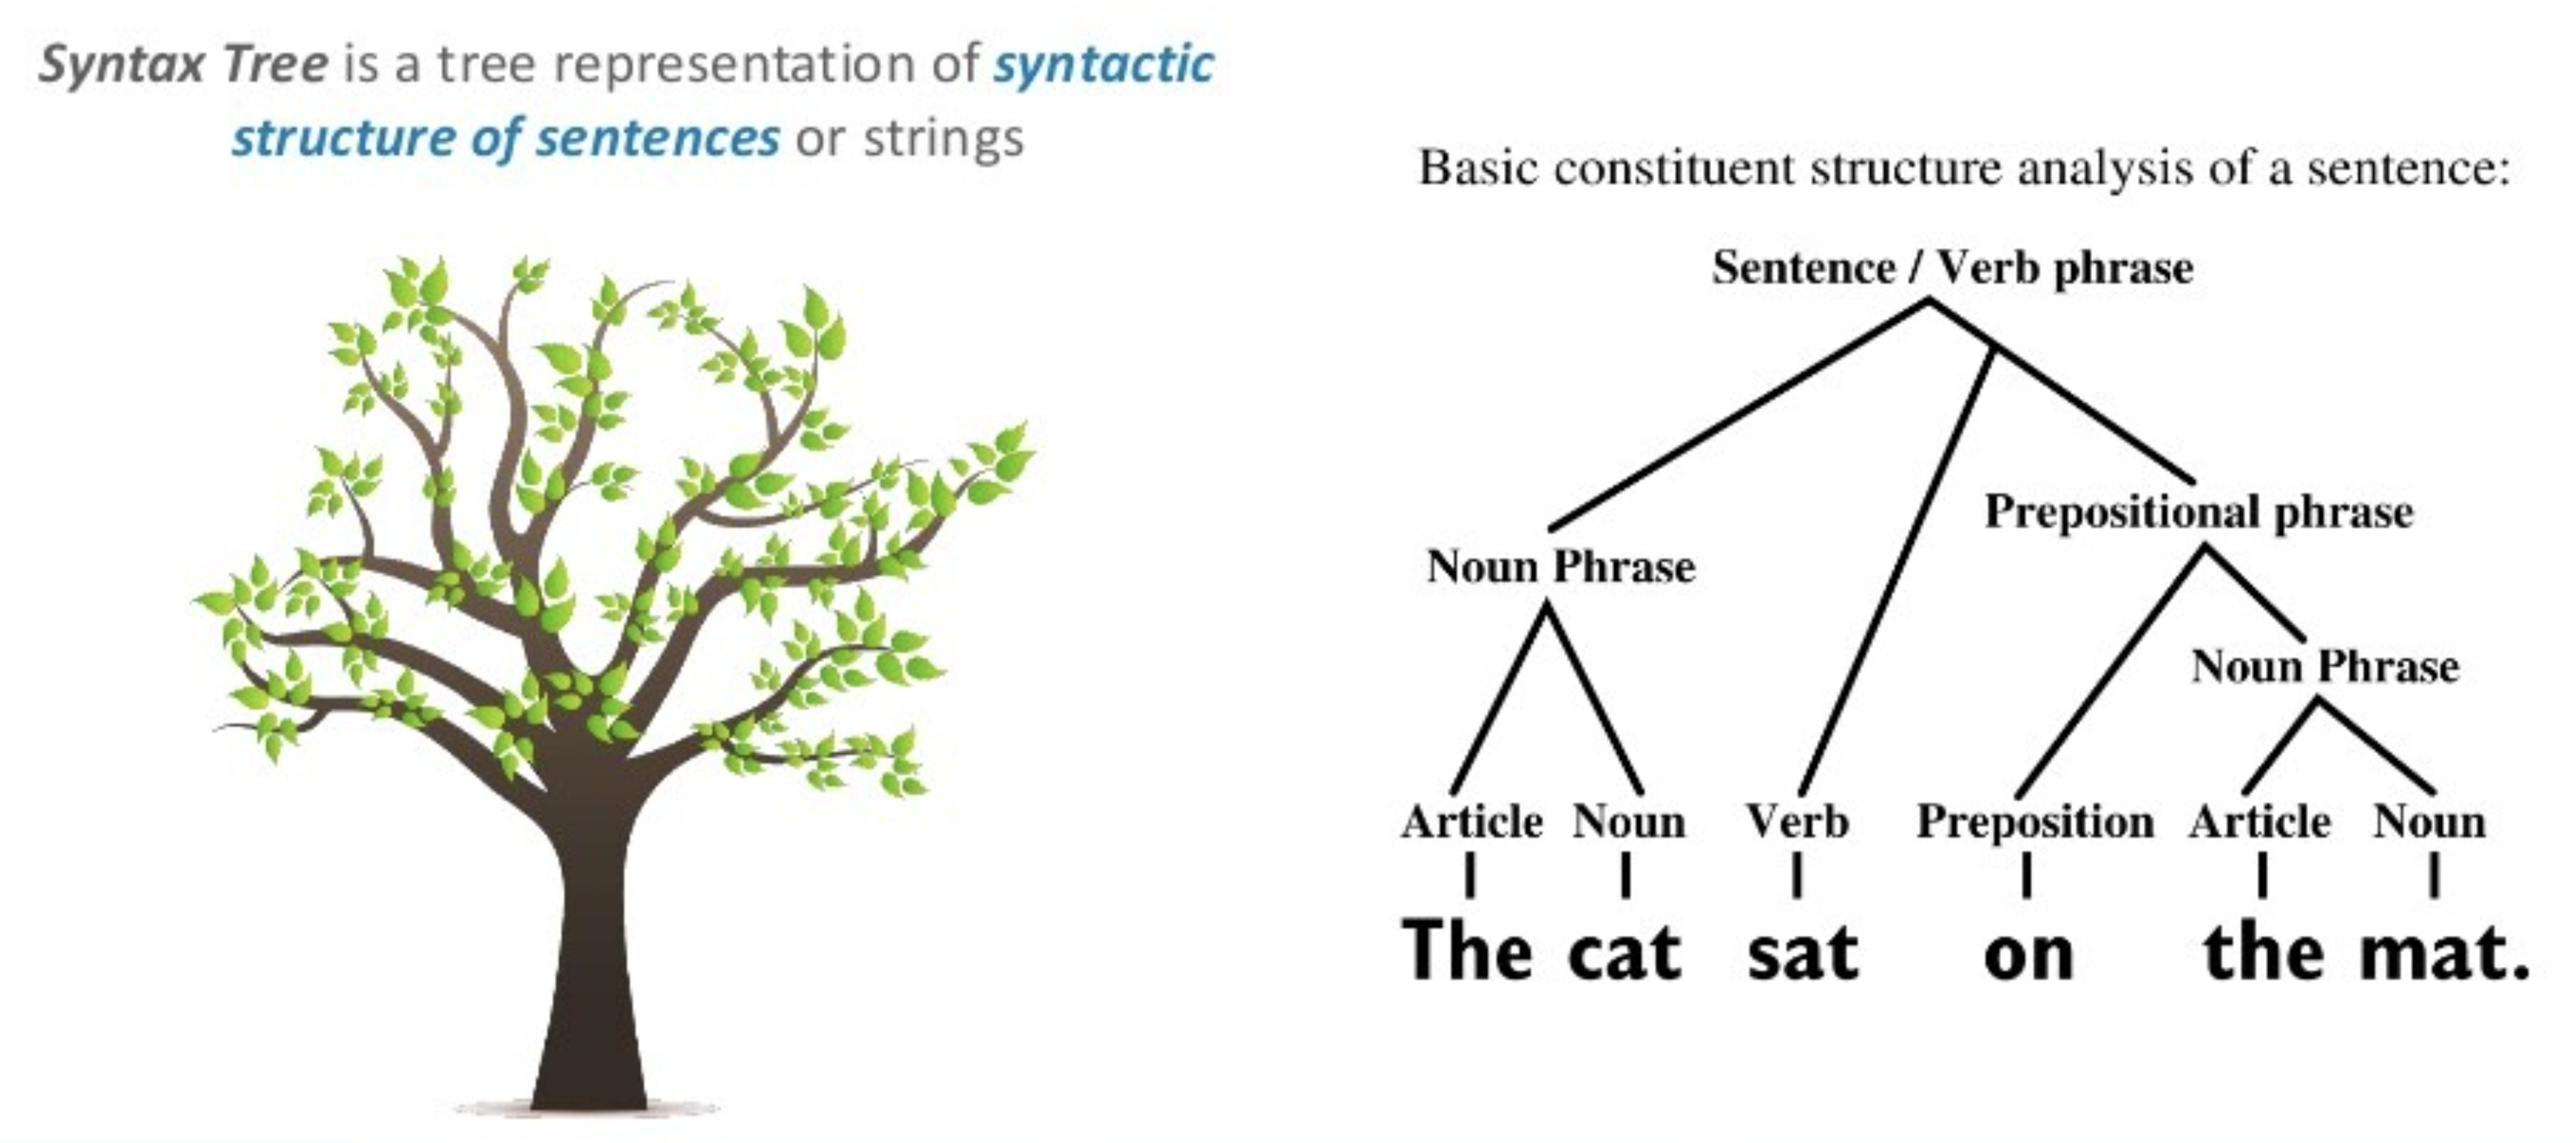 Syntax Tree is a tree representation of syntactic
structure of sentences or strings
Basic constituent structure analysis of a sentence:
Sentence / Verb phrase
Prepositional phrase
Noun Phrase
Noun Phrase
Article Noun Verb Preposition Article Noun
The cat sat on the mat.